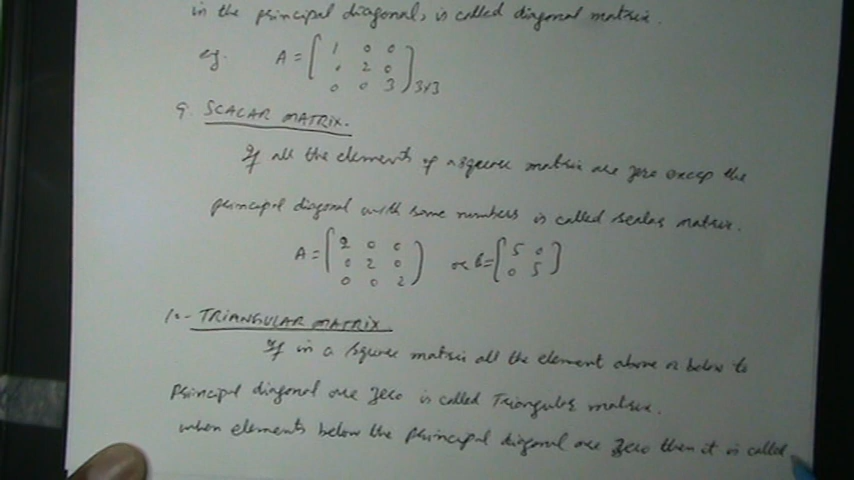 in the principal diagonal, is called diagonal matrix.
eg. A = [ 1 0 0
0 2 0
0 0 3 ] 3x3
9. SCALAR MATRIX.
If all the elements of a square matrix are zero except the
principal diagonal with same numbers is called scalar matrix.
A = [ 2 0 0
0 2 0
0 0 2 ] or B = [ 5 0
0 5 ]
10 - TRIANGULAR MATRIX
If in a square matrix all the element above or below to
principal diagonal are zero is called Triangular matrix.
when elements below the principal diagonal are zero then it is called